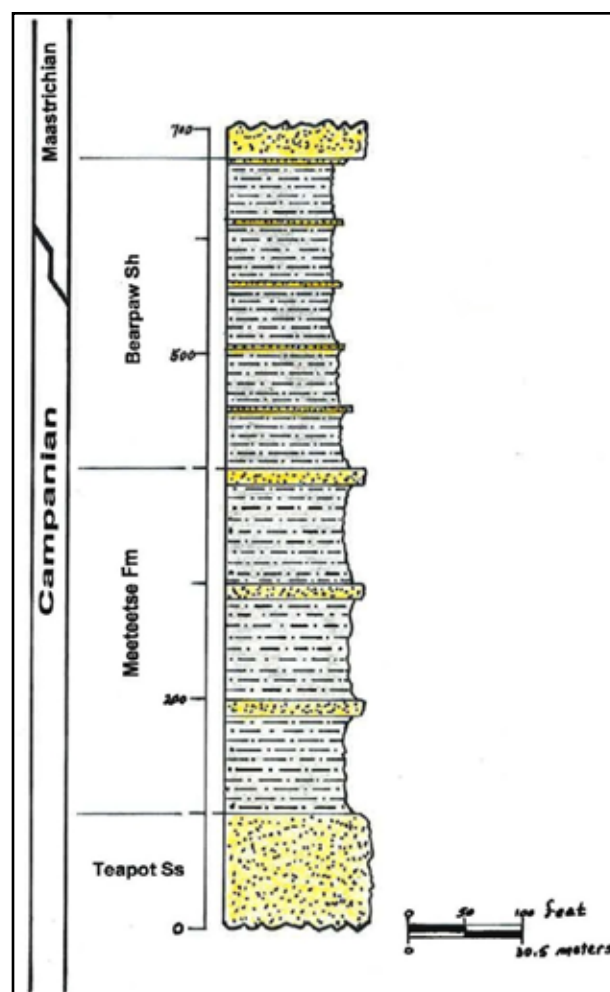 Maastrichian
700
Bearpaw Sh
500
Campanian
Meeteetse Fm
200
Teapot Ss
0
0 50 100 feet
0 30.5 meters